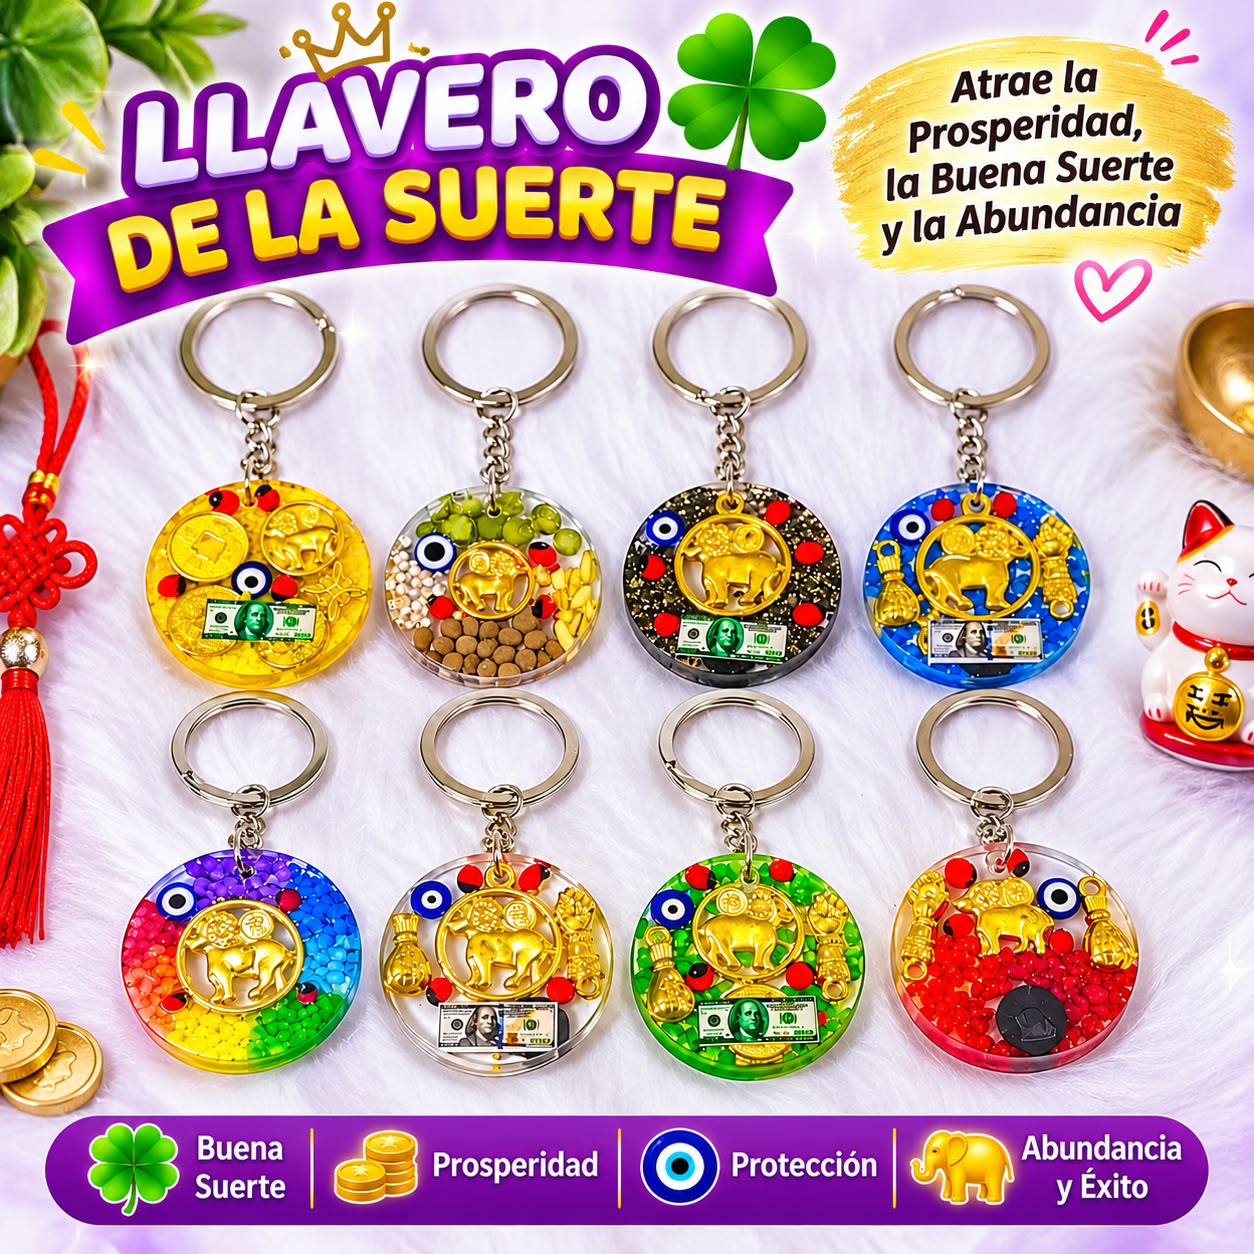 LLAVERO
DE LA SUERTE
Atrae la
Prosperidad,
la Buena Suerte
y la Abundancia
Buena
Suerte
Prosperidad
Protección
Abundancia
y Éxito